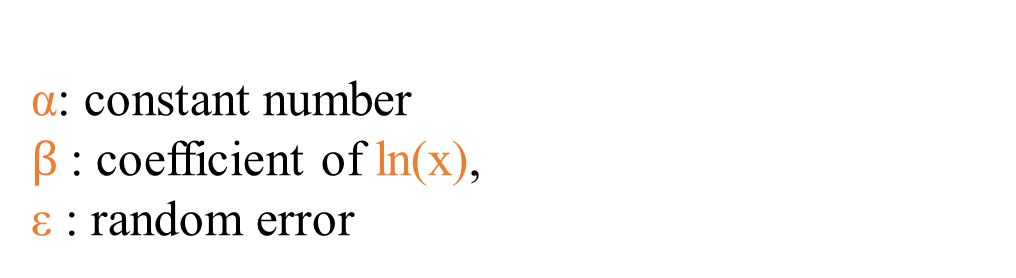 α: constant number
β : coefficient of ln(x),
ε : random error